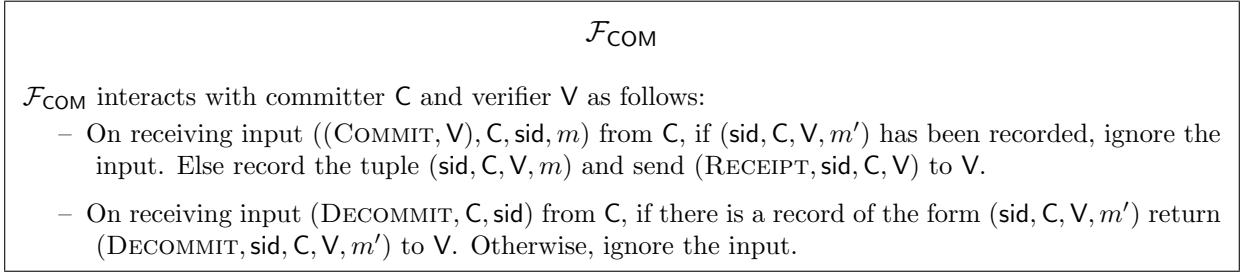 𝓕COM
𝓕COM interacts with committer C and verifier V as follows:
– On receiving input ((COMMIT, V), C, sid, m) from C, if (sid, C, V, m′) has been recorded, ignore the
input. Else record the tuple (sid, C, V, m) and send (RECEIPT, sid, C, V) to V.
– On receiving input (DECOMMIT, C, sid) from C, if there is a record of the form (sid, C, V, m′) return
(DECOMMIT, sid, C, V, m′) to V. Otherwise, ignore the input.